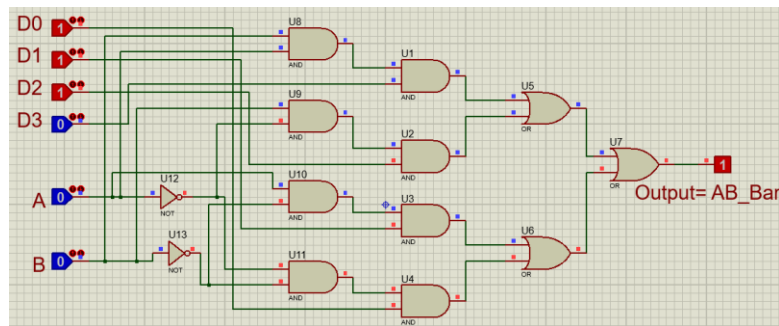 D0 1
D1 1
D2 1
D3 0
A 0
B 0
U12
NOT
U13
NOT
U8
AND
U9
AND
U10
AND
U11
AND
U1
AND
U2
AND
U3
AND
U4
AND
U5
OR
U6
OR
U7
OR
1
Output= AB_Bar